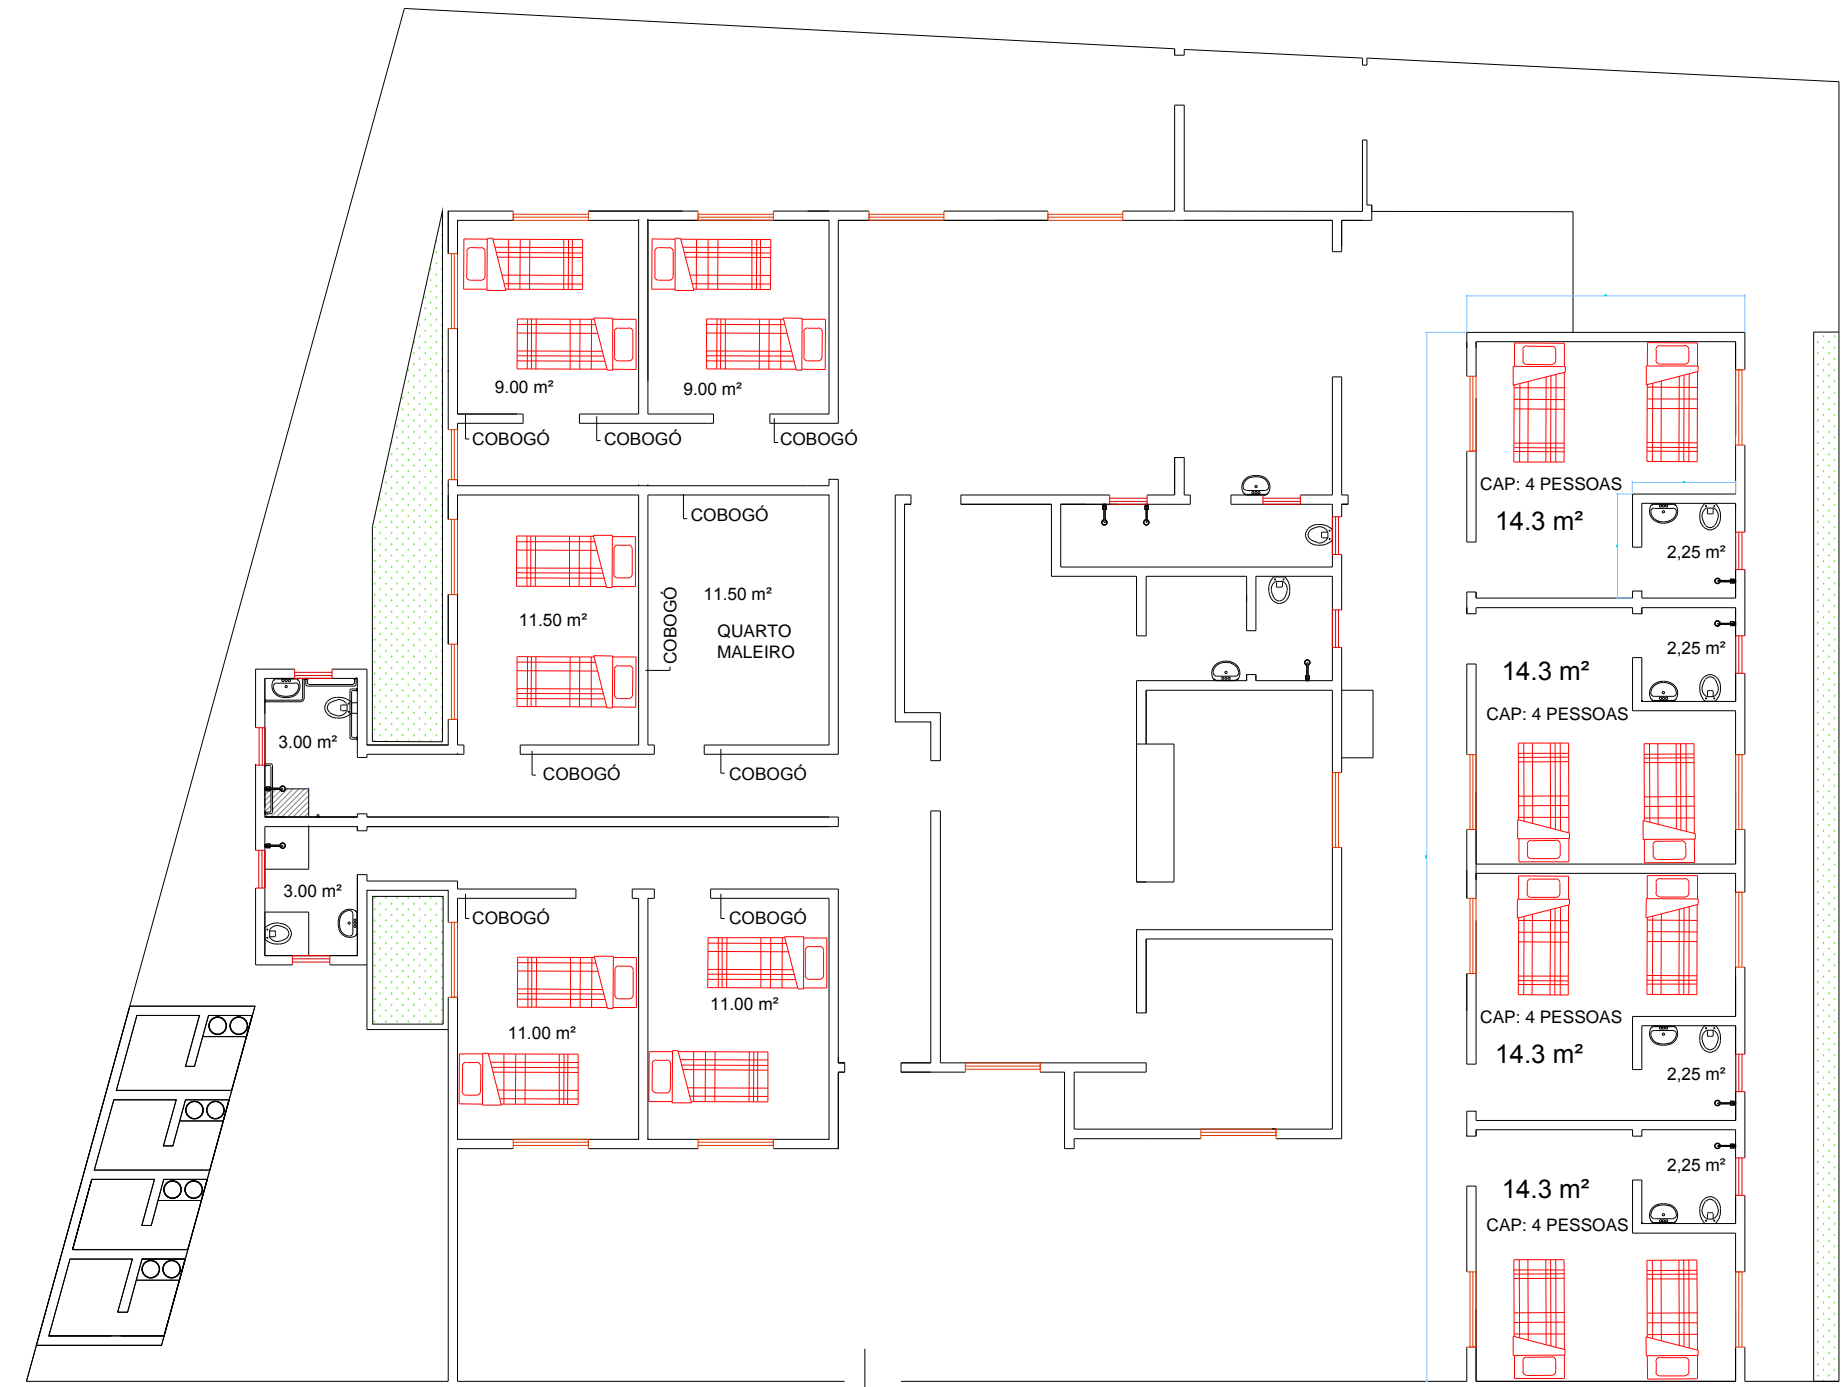 9.00 m²
9.00 m²
COBOGÓ
COBOGÓ
COBOGÓ
COBOGÓ
11.50 m²
COBOGÓ
11.50 m²
QUARTO
MALEIRO
3.00 m²
COBOGÓ
COBOGÓ
3.00 m²
COBOGÓ
COBOGÓ
11.00 m²
11.00 m²
CAP: 4 PESSOAS
14.3 m²
2,25 m²
2,25 m²
14.3 m²
CAP: 4 PESSOAS
CAP: 4 PESSOAS
14.3 m²
2,25 m²
2,25 m²
14.3 m²
CAP: 4 PESSOAS